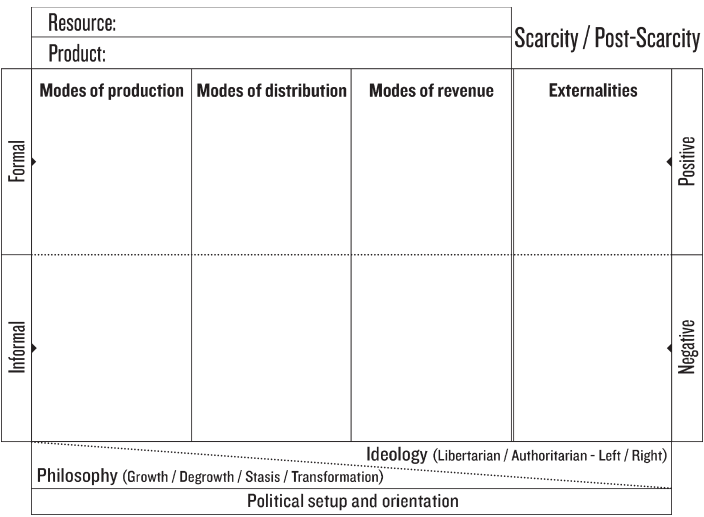 Resource:
Product:
Scarcity / Post-Scarcity
Modes of production
Modes of distribution
Modes of revenue
Externalities
Formal
Positive
Informal
Negative
Ideology (Libertarian / Authoritarian - Left / Right)
Philosophy (Growth / Degrowth / Stasis / Transformation)
Political setup and orientation